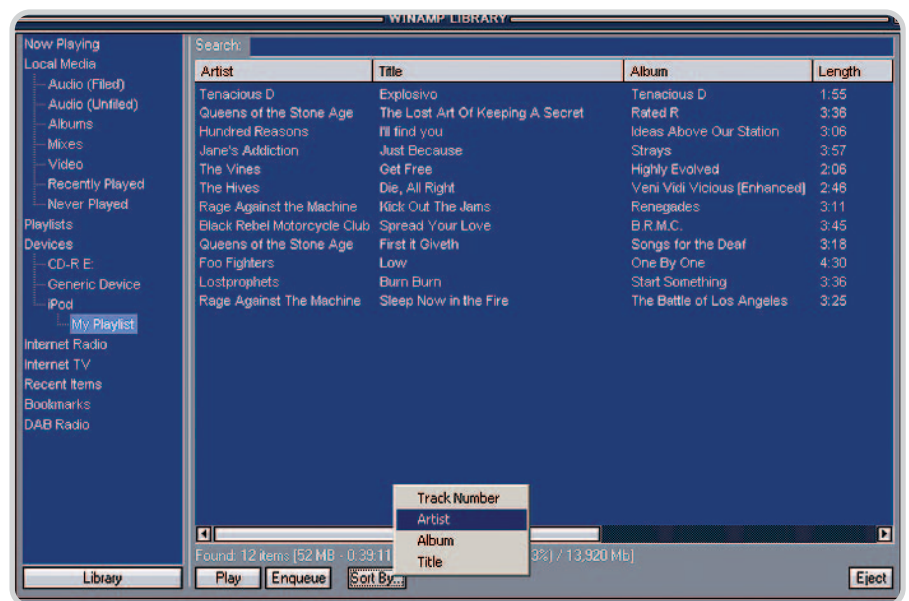 WINAMP LIBRARY
Now Playing
Local Media
Audio (Filed)
Audio (Unfiled)
Albums
Mixes
Video
Recently Played
Never Played
Playlists
Devices
CD-R E:
Generic Device
iPod
My Playlist
Internet Radio
Internet TV
Recent Items
Bookmarks
DAB Radio
Library
Search:
Artist Title Album Length
Tenacious D Explosivo Tenacious D 1:55
Queens of the Stone Age The Lost Art Of Keeping A Secret Rated R 3:36
Hundred Reasons I'll find you Ideas Above Our Station 3:06
Jane's Addiction Just Because Strays 3:57
The Vines Get Free Highly Evolved 2:06
The Hives Die, All Right Veni Vidi Vicious [Enhanced] 2:46
Rage Against the Machine Kick Out The Jams Renegades 3:11
Black Rebel Motorcycle Club Spread Your Love B.R.M.C. 3:45
Queens of the Stone Age First it Giveth Songs for the Deaf 3:18
Foo Fighters Low One By One 4:30
Lostprophets Burn Burn Start Something 3:36
Rage Against The Machine Sleep Now in the Fire The Battle of Los Angeles 3:25
Track Number
Artist
Album
Title
Found: 12 items [52 MB - 0:39:11 3%) / 13,920 Mb]
Play Enqueue Sort By... Eject